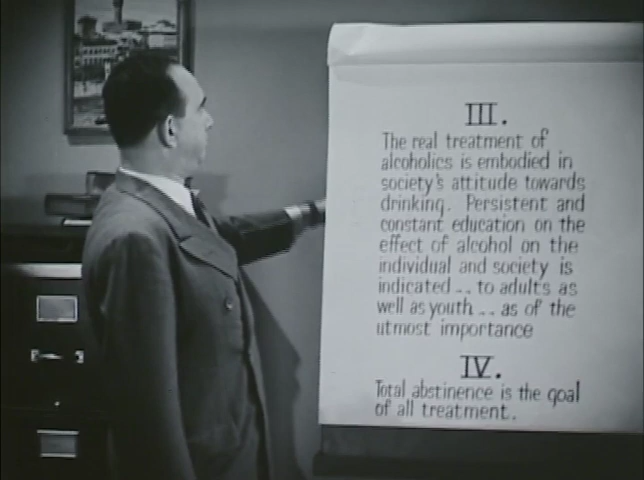 III.
The real treatment of
alcoholics is embodied in
society's attitude towards
drinking. Persistent and
constant education on the
effect of alcohol on the
individual and society is
indicated .. to adults as
well as youth .. as of the
utmost importance
IV.
Total abstinence is the goal
of all treatment.